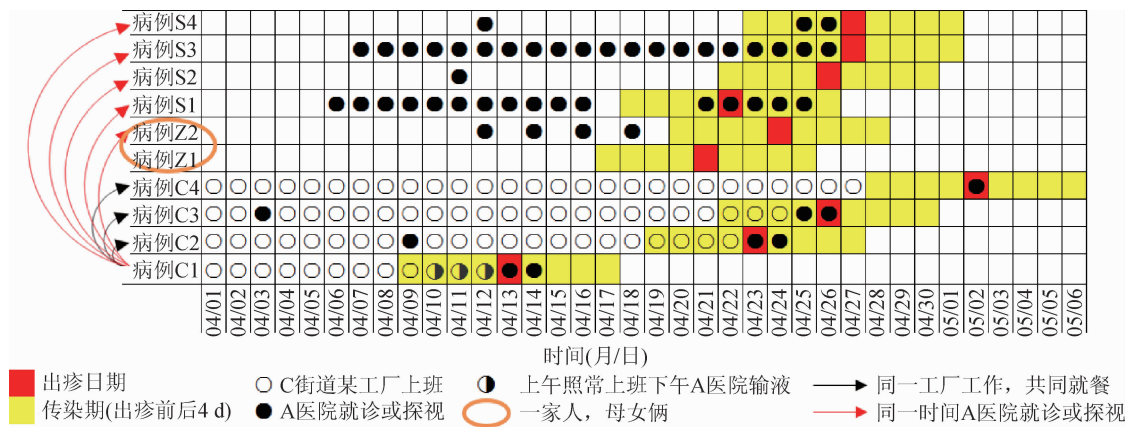 病例S4
病例S3
病例S2
病例S1
病例Z2
病例Z1
病例C4
病例C3
病例C2
病例C1
04/01 04/02 04/03 04/04 04/05 04/06 04/07 04/08 04/09 04/10 04/11 04/12 04/13 04/14 04/15 04/16 04/17 04/18 04/19 04/20 04/21 04/22 04/23 04/24 04/25 04/26 04/27 04/28 04/29 04/30 05/01 05/02 05/03 05/04 05/05 05/06
时间(月/日)
出疹日期 C街道某工厂上班 上午照常上班下午A医院输液 同一工厂工作，共同就餐
传染期(出疹前后4 d) A医院就诊或探视 一家人，母女俩 同一时间A医院就诊或探视